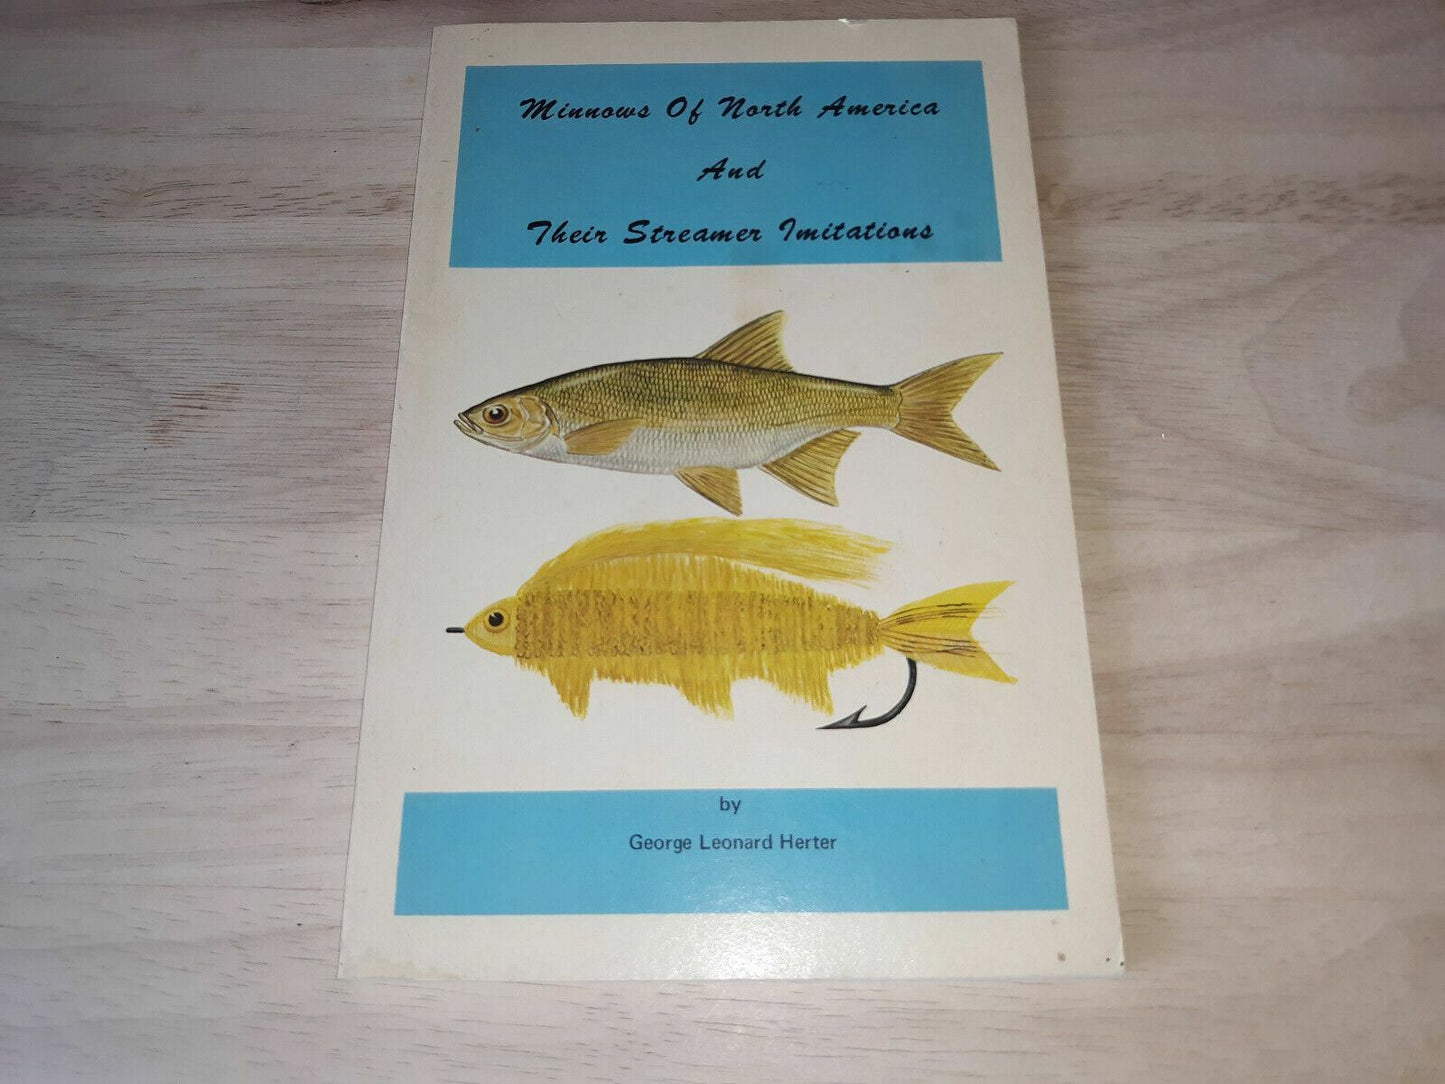 Minnows Of North America
And
Their Streamer Imitations
by
George Leonard Herter